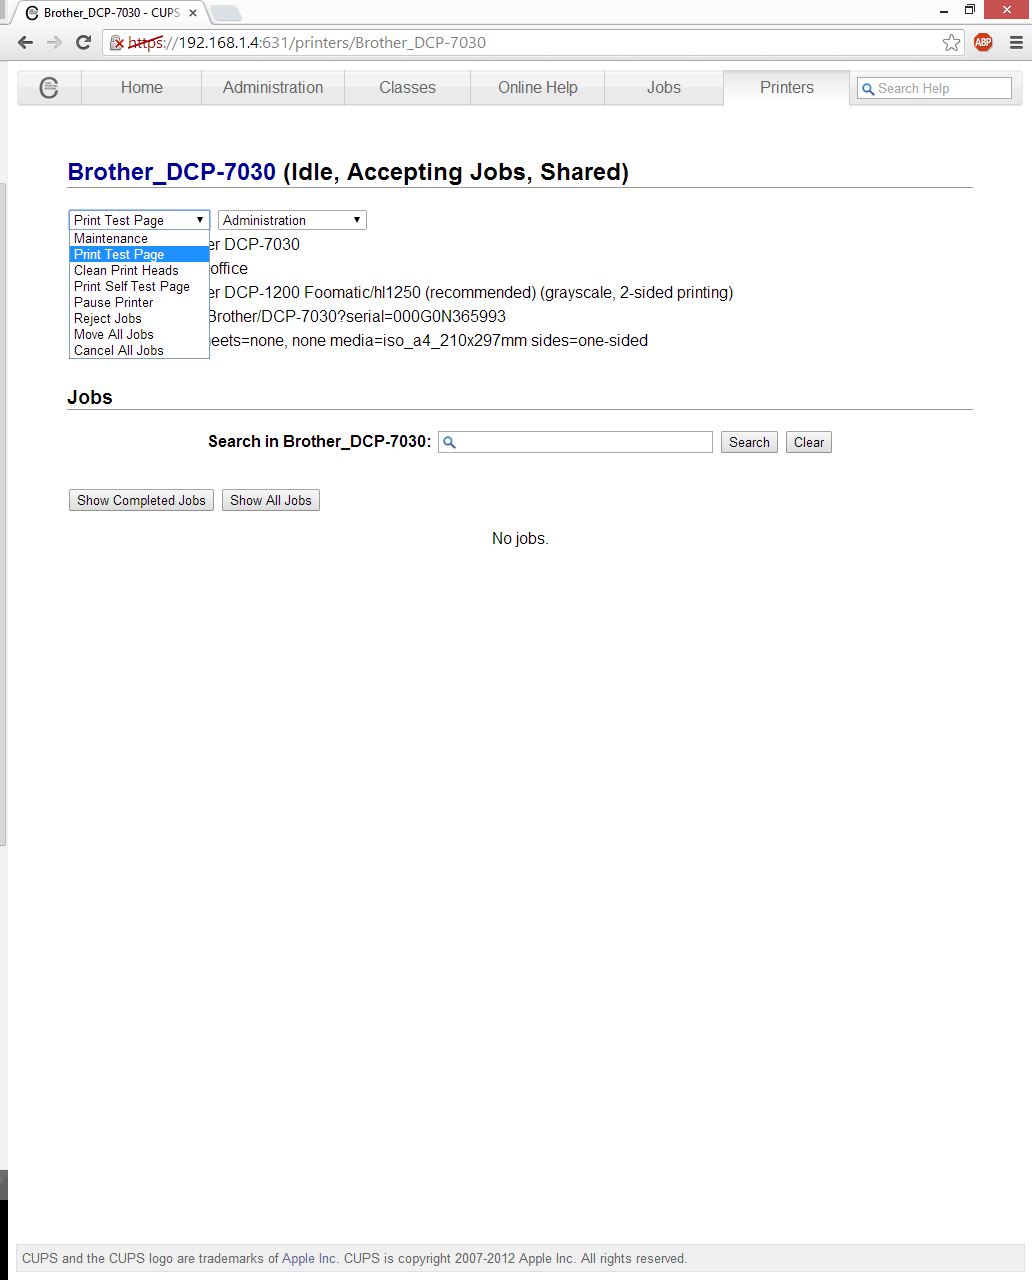 Brother_DCP-7030 - CUPS
https://192.168.1.4:631/printers/Brother_DCP-7030
ABP
Home Administration Classes Online Help Jobs Printers Search Help
Brother_DCP-7030 (Idle, Accepting Jobs, Shared)
Print Test Page Administration
Maintenance
er DCP-7030
Print Test Page
Clean Print Heads
office
Print Self Test Page
er DCP-1200 Foomatic/hl1250 (recommended) (grayscale, 2-sided printing)
Pause Printer
Reject Jobs
Brother/DCP-7030?serial=000G0N365993
Move All Jobs
eets=none, none media=iso_a4_210x297mm sides=one-sided
Cancel All Jobs
Jobs
Search in Brother_DCP-7030: Search Clear
Show Completed Jobs Show All Jobs
No jobs.
CUPS and the CUPS logo are trademarks of Apple Inc. CUPS is copyright 2007-2012 Apple Inc. All rights reserved.